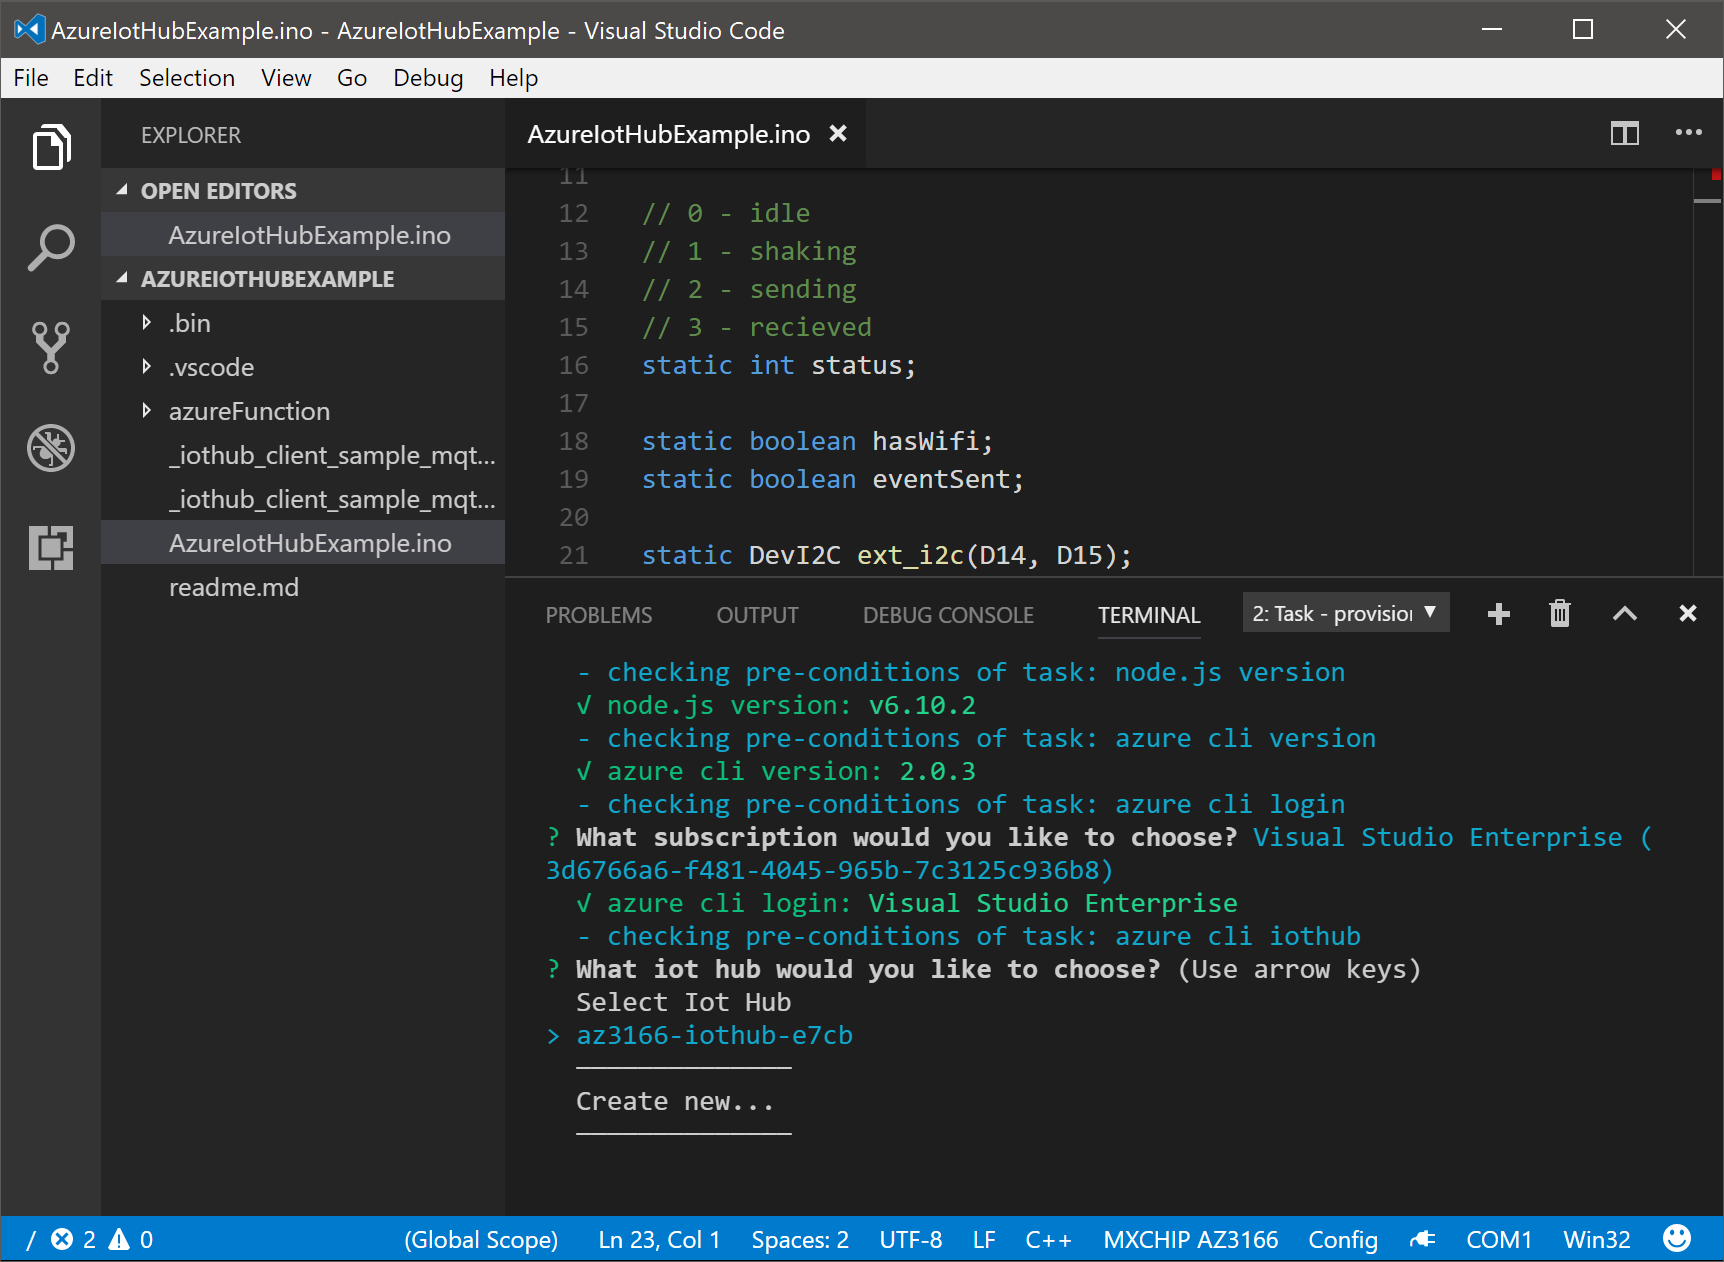 AzureIotHubExample.ino - AzureIotHubExample - Visual Studio Code
File Edit Selection View Go Debug Help
EXPLORER
OPEN EDITORS
AzureIotHubExample.ino
AZUREIOTHUBEXAMPLE
.bin
.vscode
azureFunction
_iothub_client_sample_mqt...
_iothub_client_sample_mqt...
AzureIotHubExample.ino
readme.md
AzureIotHubExample.ino
11
12 // 0 - idle
13 // 1 - shaking
14 // 2 - sending
15 // 3 - recieved
16 static int status;
17
18 static boolean hasWifi;
19 static boolean eventSent;
20
21 static DevI2C ext_i2c(D14, D15);
PROBLEMS OUTPUT DEBUG CONSOLE TERMINAL 2: Task - provision
- checking pre-conditions of task: node.js version
√ node.js version: v6.10.2
- checking pre-conditions of task: azure cli version
√ azure cli version: 2.0.3
- checking pre-conditions of task: azure cli login
? What subscription would you like to choose? Visual Studio Enterprise (
3d6766a6-f481-4045-965b-7c3125c936b8)
√ azure cli login: Visual Studio Enterprise
- checking pre-conditions of task: azure cli iothub
? What iot hub would you like to choose? (Use arrow keys)
Select Iot Hub
> az3166-iothub-e7cb
──────────────
Create new...
──────────────
/ 2 0 (Global Scope) Ln 23, Col 1 Spaces: 2 UTF-8 LF C++ MXCHIP AZ3166 Config COM1 Win32